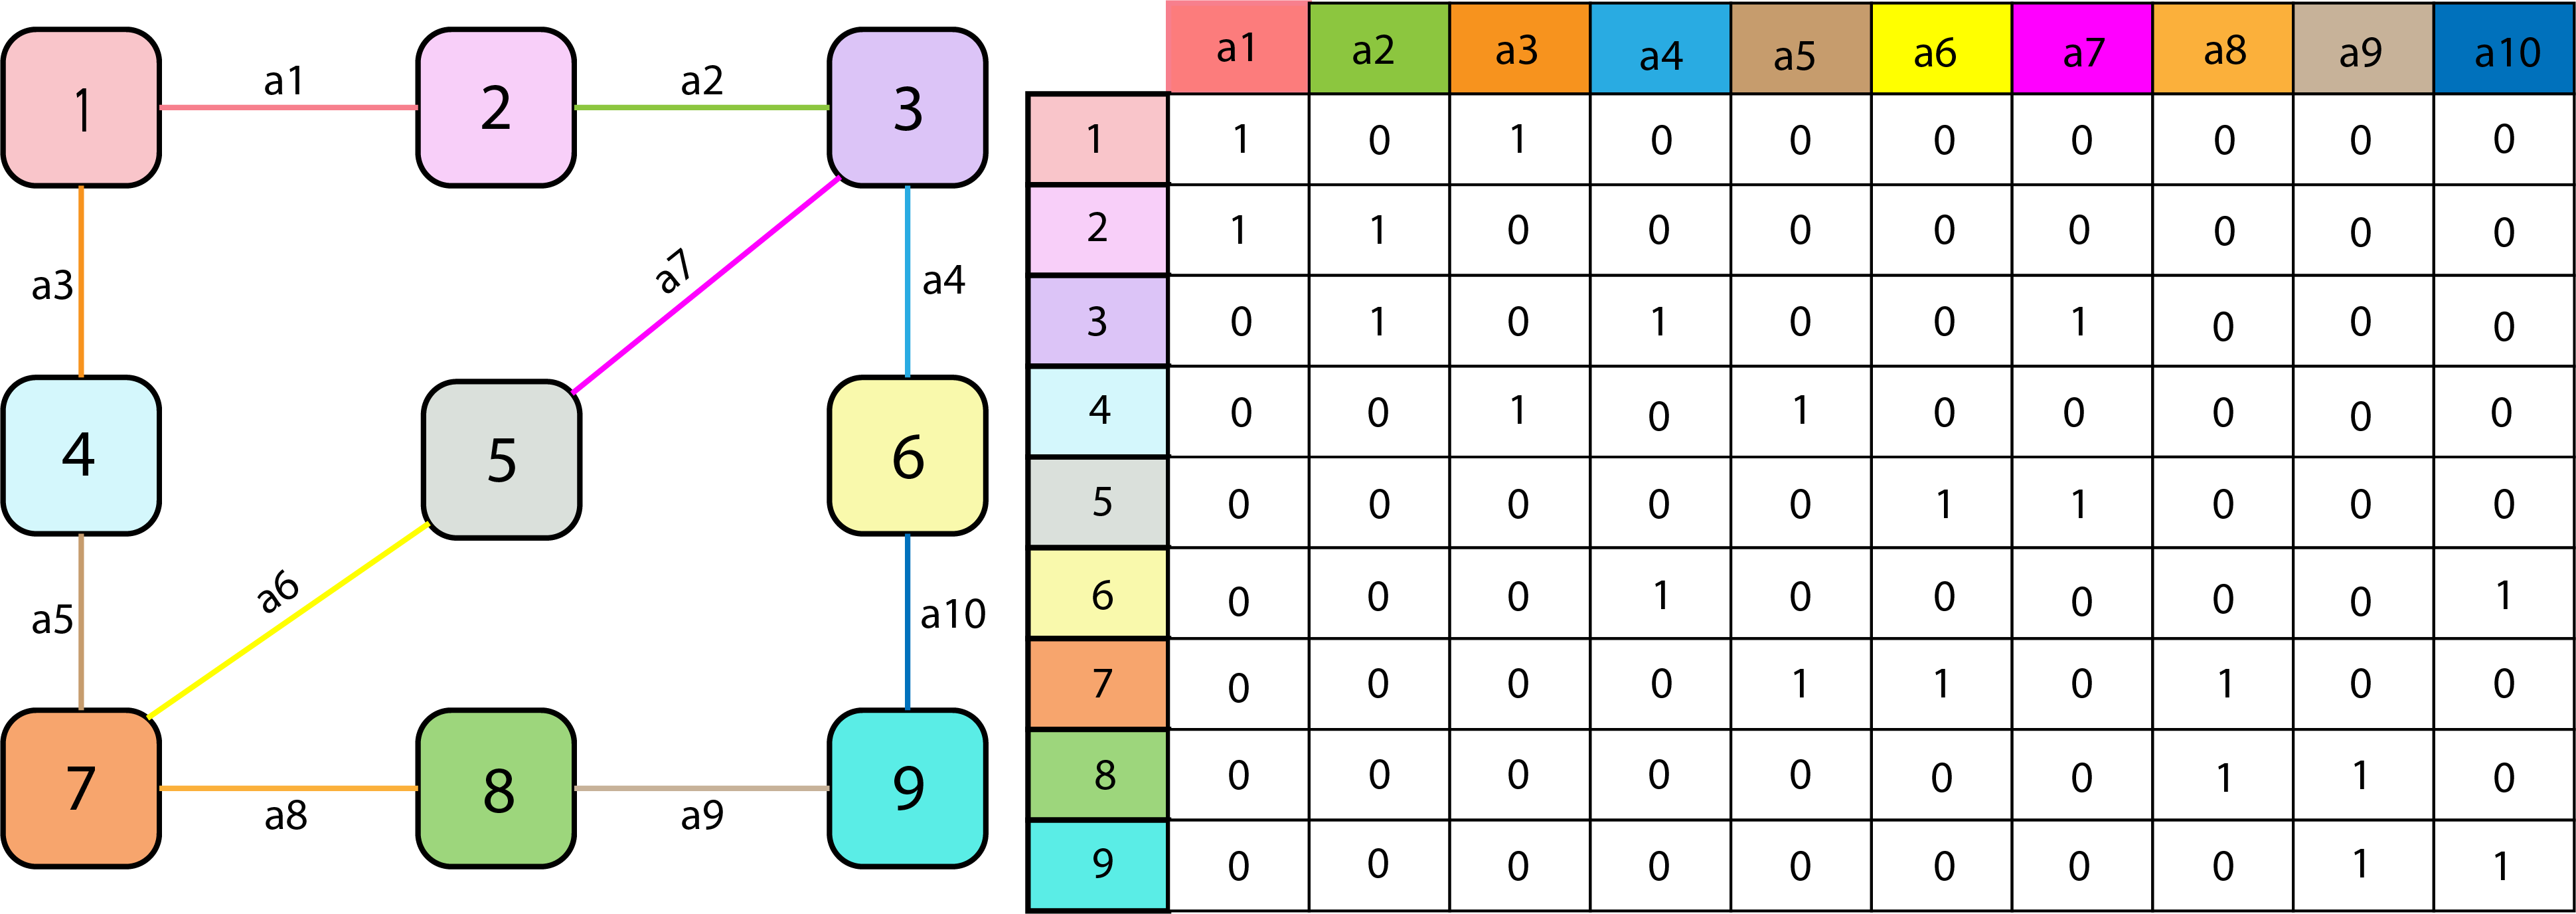 1 a1 2 a2 3
a3 a7 a4
4 5 6
a5 a6 a10
7 a8 8 a9 9
a1 a2 a3 a4 a5 a6 a7 a8 a9 a10
1 1 0 1 0 0 0 0 0 0 0
2 1 1 0 0 0 0 0 0 0 0
3 0 1 0 1 0 0 1 0 0 0
4 0 0 1 0 1 0 0 0 0 0
5 0 0 0 0 0 1 1 0 0 0
6 0 0 0 1 0 0 0 0 0 1
7 0 0 0 0 1 1 0 1 0 0
8 0 0 0 0 0 0 0 1 1 0
9 0 0 0 0 0 0 0 0 1 1